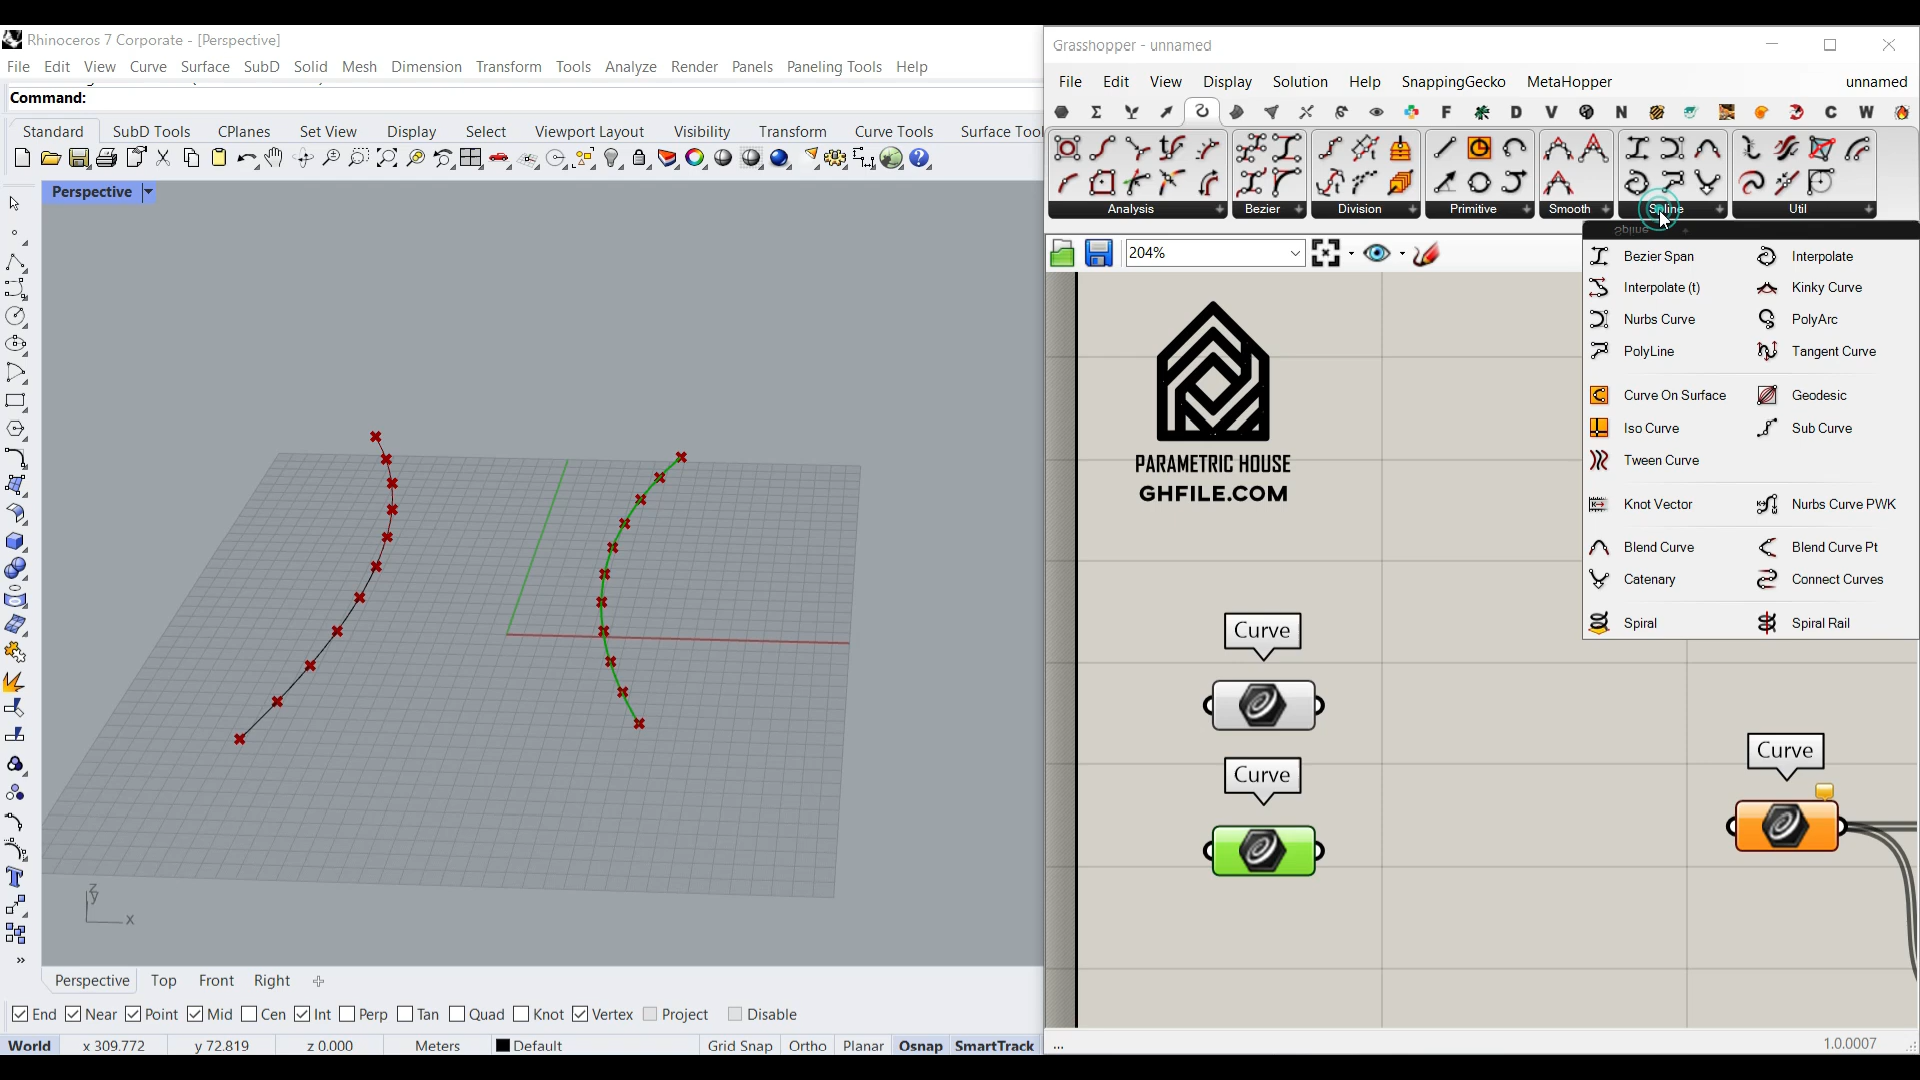 Rhinoceros 7 Corporate - [Perspective]
File Edit View Curve Surface SubD Solid Mesh Dimension Transform Tools Analyze Render Panels Paneling Tools Help
Command:
Standard SubD Tools CPlanes Set View Display Select Viewport Layout Visibility Transform Curve Tools Surface Tool
Perspective
Z
y
x
Perspective Top Front Right
End Near Point Mid Cen Int Perp Tan Quad Knot Vertex Project Disable
World x 309.772 y 72.819 z 0.000 Meters Default Grid Snap Ortho Planar Osnap SmartTrack
Grasshopper - unnamed
File Edit View Display Solution Help SnappingGecko MetaHopper unnamed
F D V N C W
Analysis Bezier Division Primitive Smooth Spline Util
204%
Spline
Bezier Span Interpolate
Interpolate (t) Kinky Curve
Nurbs Curve PolyArc
PolyLine Tangent Curve
Curve On Surface Geodesic
Iso Curve Sub Curve
Tween Curve
Knot Vector Nurbs Curve PWK
Blend Curve Blend Curve Pt
Catenary Connect Curves
Spiral Spiral Rail
PARAMETRIC HOUSE
GHFILE.COM
Curve
Curve
Curve
... 1.0.0007